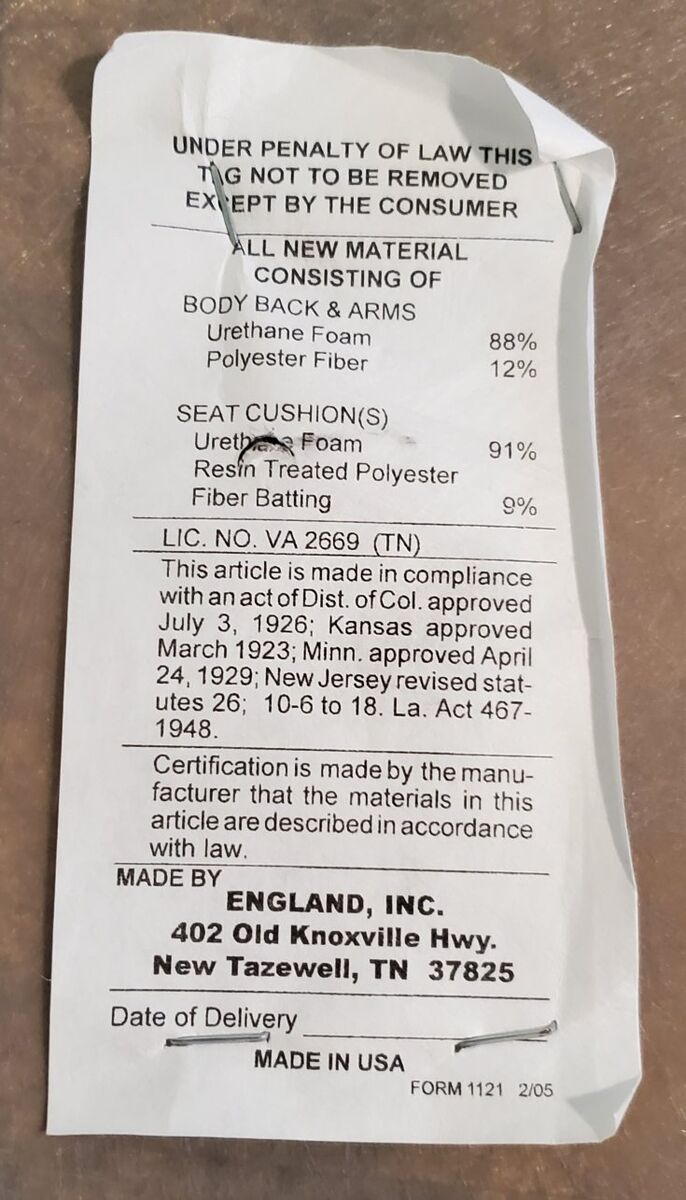 UNDER PENALTY OF LAW THIS
TAG NOT TO BE REMOVED
EXCEPT BY THE CONSUMER
ALL NEW MATERIAL
CONSISTING OF
BODY BACK & ARMS
Urethane Foam 88%
Polyester Fiber 12%
SEAT CUSHION(S)
Urethane Foam 91%
Resin Treated Polyester
Fiber Batting 9%
LIC. NO. VA 2669 (TN)
This article is made in compliance
with an act of Dist. of Col. approved
July 3, 1926; Kansas approved
March 1923; Minn. approved April
24, 1929; New Jersey revised stat-
utes 26; 10-6 to 18. La. Act 467-
1948.
Certification is made by the manu-
facturer that the materials in this
article are described in accordance
with law.
MADE BY
ENGLAND, INC.
402 Old Knoxville Hwy.
New Tazewell, TN 37825
Date of Delivery
MADE IN USA
FORM 1121 2/05